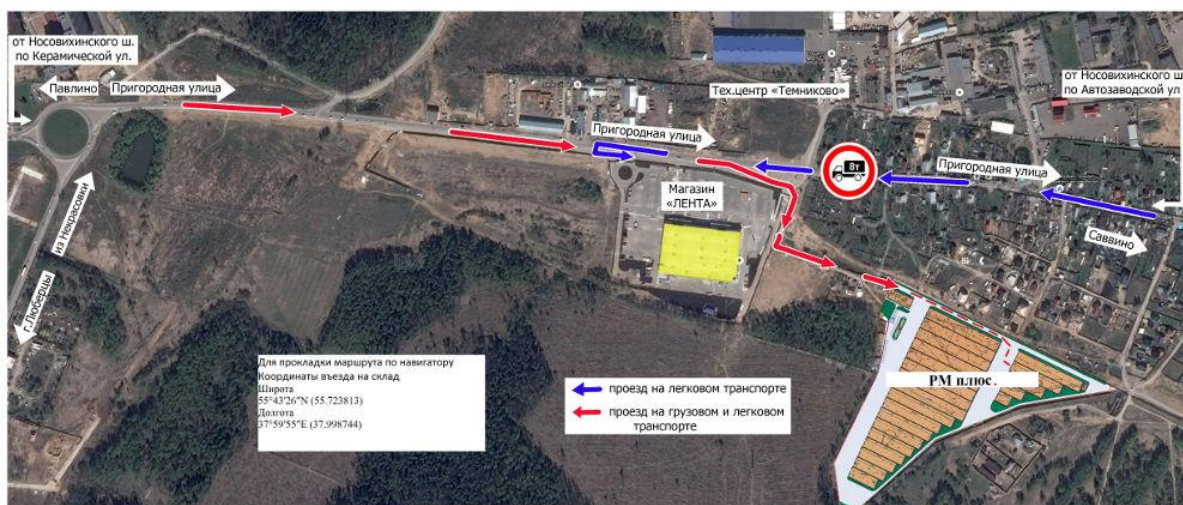 от Носовихинского ш.
по Керамической ул.
Павлино
Пригородная улица
Тех.центр «Темниково»
от Носовихинского ш
по Автозаводской ул
Пригородная улица
8т
Пригородная улица
Магазин
«ЛЕНТА»
из Некрасовки
г.Люберцы
Саввино
Для прокладки маршрута по навигатору
Координаты въезда на склад
Широта
55°43'26"N (55.723813)
Долгота
37°59'55"E (37.998744)
проезд на легковом транспорте
проезд на грузовом и легковом
транспорте
РМ плюс.